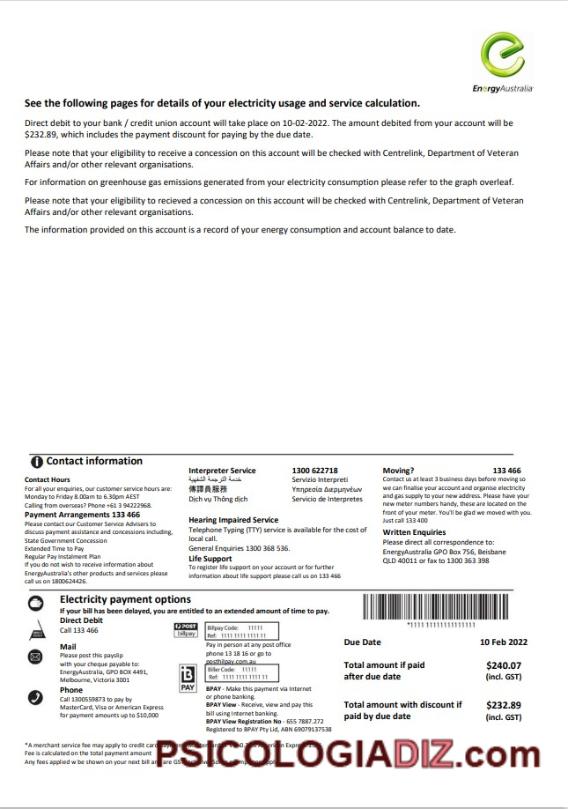 EnergyAustralia
See the following pages for details of your electricity usage and service calculation.
Direct debit to your bank / credit union account will take place on 10-02-2022. The amount debited from your account will be
$232.89, which includes the payment discount for paying by the due date.
Please note that your eligibility to receive a concession on this account will be checked with Centrelink, Department of Veteran
Affairs and/or other relevant organisations.
For information on greenhouse gas emissions generated from your electricity consumption please refer to the graph overleaf.
Please note that your eligibility to recieved a concession on this account will be checked with Centrelink, Department of Veteran
Affairs and/or other relevant organisations.
The information provided on this account is a record of your energy consumption and account balance to date.
Contact information
Contact Hours
For all your enquiries, our customer service hours are:
Monday to Friday 8.00am to 6.30pm AEST
Calling from overseas? Phone +61 3 94222968.
Payment Arrangements 133 466
Please contact our Customer Service Advisers to
discuss payment assistance and concessions including,
State Government Concession
Extended Time to Pay
Regular Pay Instalment Plan
If you do not wish to receive information about
EnergyAustralia's other products and services please
call us on 1800624426.
Interpreter Service 1300 622718
خدمة الترجمة الشفهية Servizio Interpreti
傳譯員服務 Υπηρεσία Διερμηνέων
Dịch vụ Thông dịch Servicio de Interpretes
Hearing Impaired Service
Telephone Typing (TTY) service is available for the cost of
local call.
General Enquiries 1300 368 536.
Life Support
To register life support on your account or for further
information about life support please call us on 133 466
Moving? 133 466
Contact us at least 3 business days before moving so
we can finalise your account and organise electricity
and gas supply to your new address. Please have your
new meter numbers handy, these are located on the
front of your meter. You'll be glad we moved with you.
Just call 133 400
Written Enquiries
Please direct all correspondence to:
EnergyAustralia GPO Box 756, Beisbane
QLD 40011 or fax to 1300 363 398
Electricity payment options
If your bill has been delayed, you are entitled to an extended amount of time to pay.
Direct Debit
Call 133 466
Mail
Please post this payslip
with your cheque payable to:
EnergyAustralia, GPO BOX 4491,
Melbourne, Victoria 3001
Phone
Call 1300559873 to pay by
MasterCard, Visa or American Express
for payment amounts up to $10,000
POST
billpay
Billpay Code: 11111
Ref: 1111 1111 1111 11
Pay in person at any post office
phone 13 18 16 or go to
postbilpay.com.au
B
PAY
Biller Code: 11111
Ref: 1111 1111 1111 11
BPAY - Make this payment via Internet
or phone banking.
BPAY View - Receive, view and pay this
bill using Internet banking.
BPAY View Registration No - 655 7887.272
Registered to BPAY Pty Ltd, ABN 69079137538
Due Date 10 Feb 2022
Total amount if paid
after due date
$240.07
(incl. GST)
Total amount with discount if
paid by due date
$232.89
(incl. GST)
*A merchant service fee may apply to credit card
Fee is calculated on the total payment amount
Any fees applied w be shown on your next bill
PSICOLOGIADIZ.com